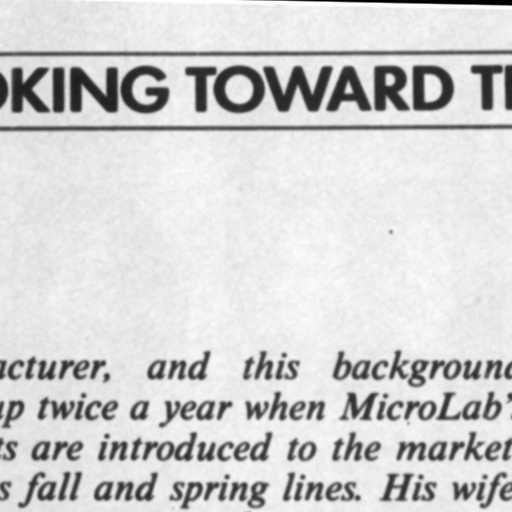 OKING TOWARD T
acturer, and this background
up twice a year when MicroLab'
ts are introduced to the market
s fall and spring lines. His wife